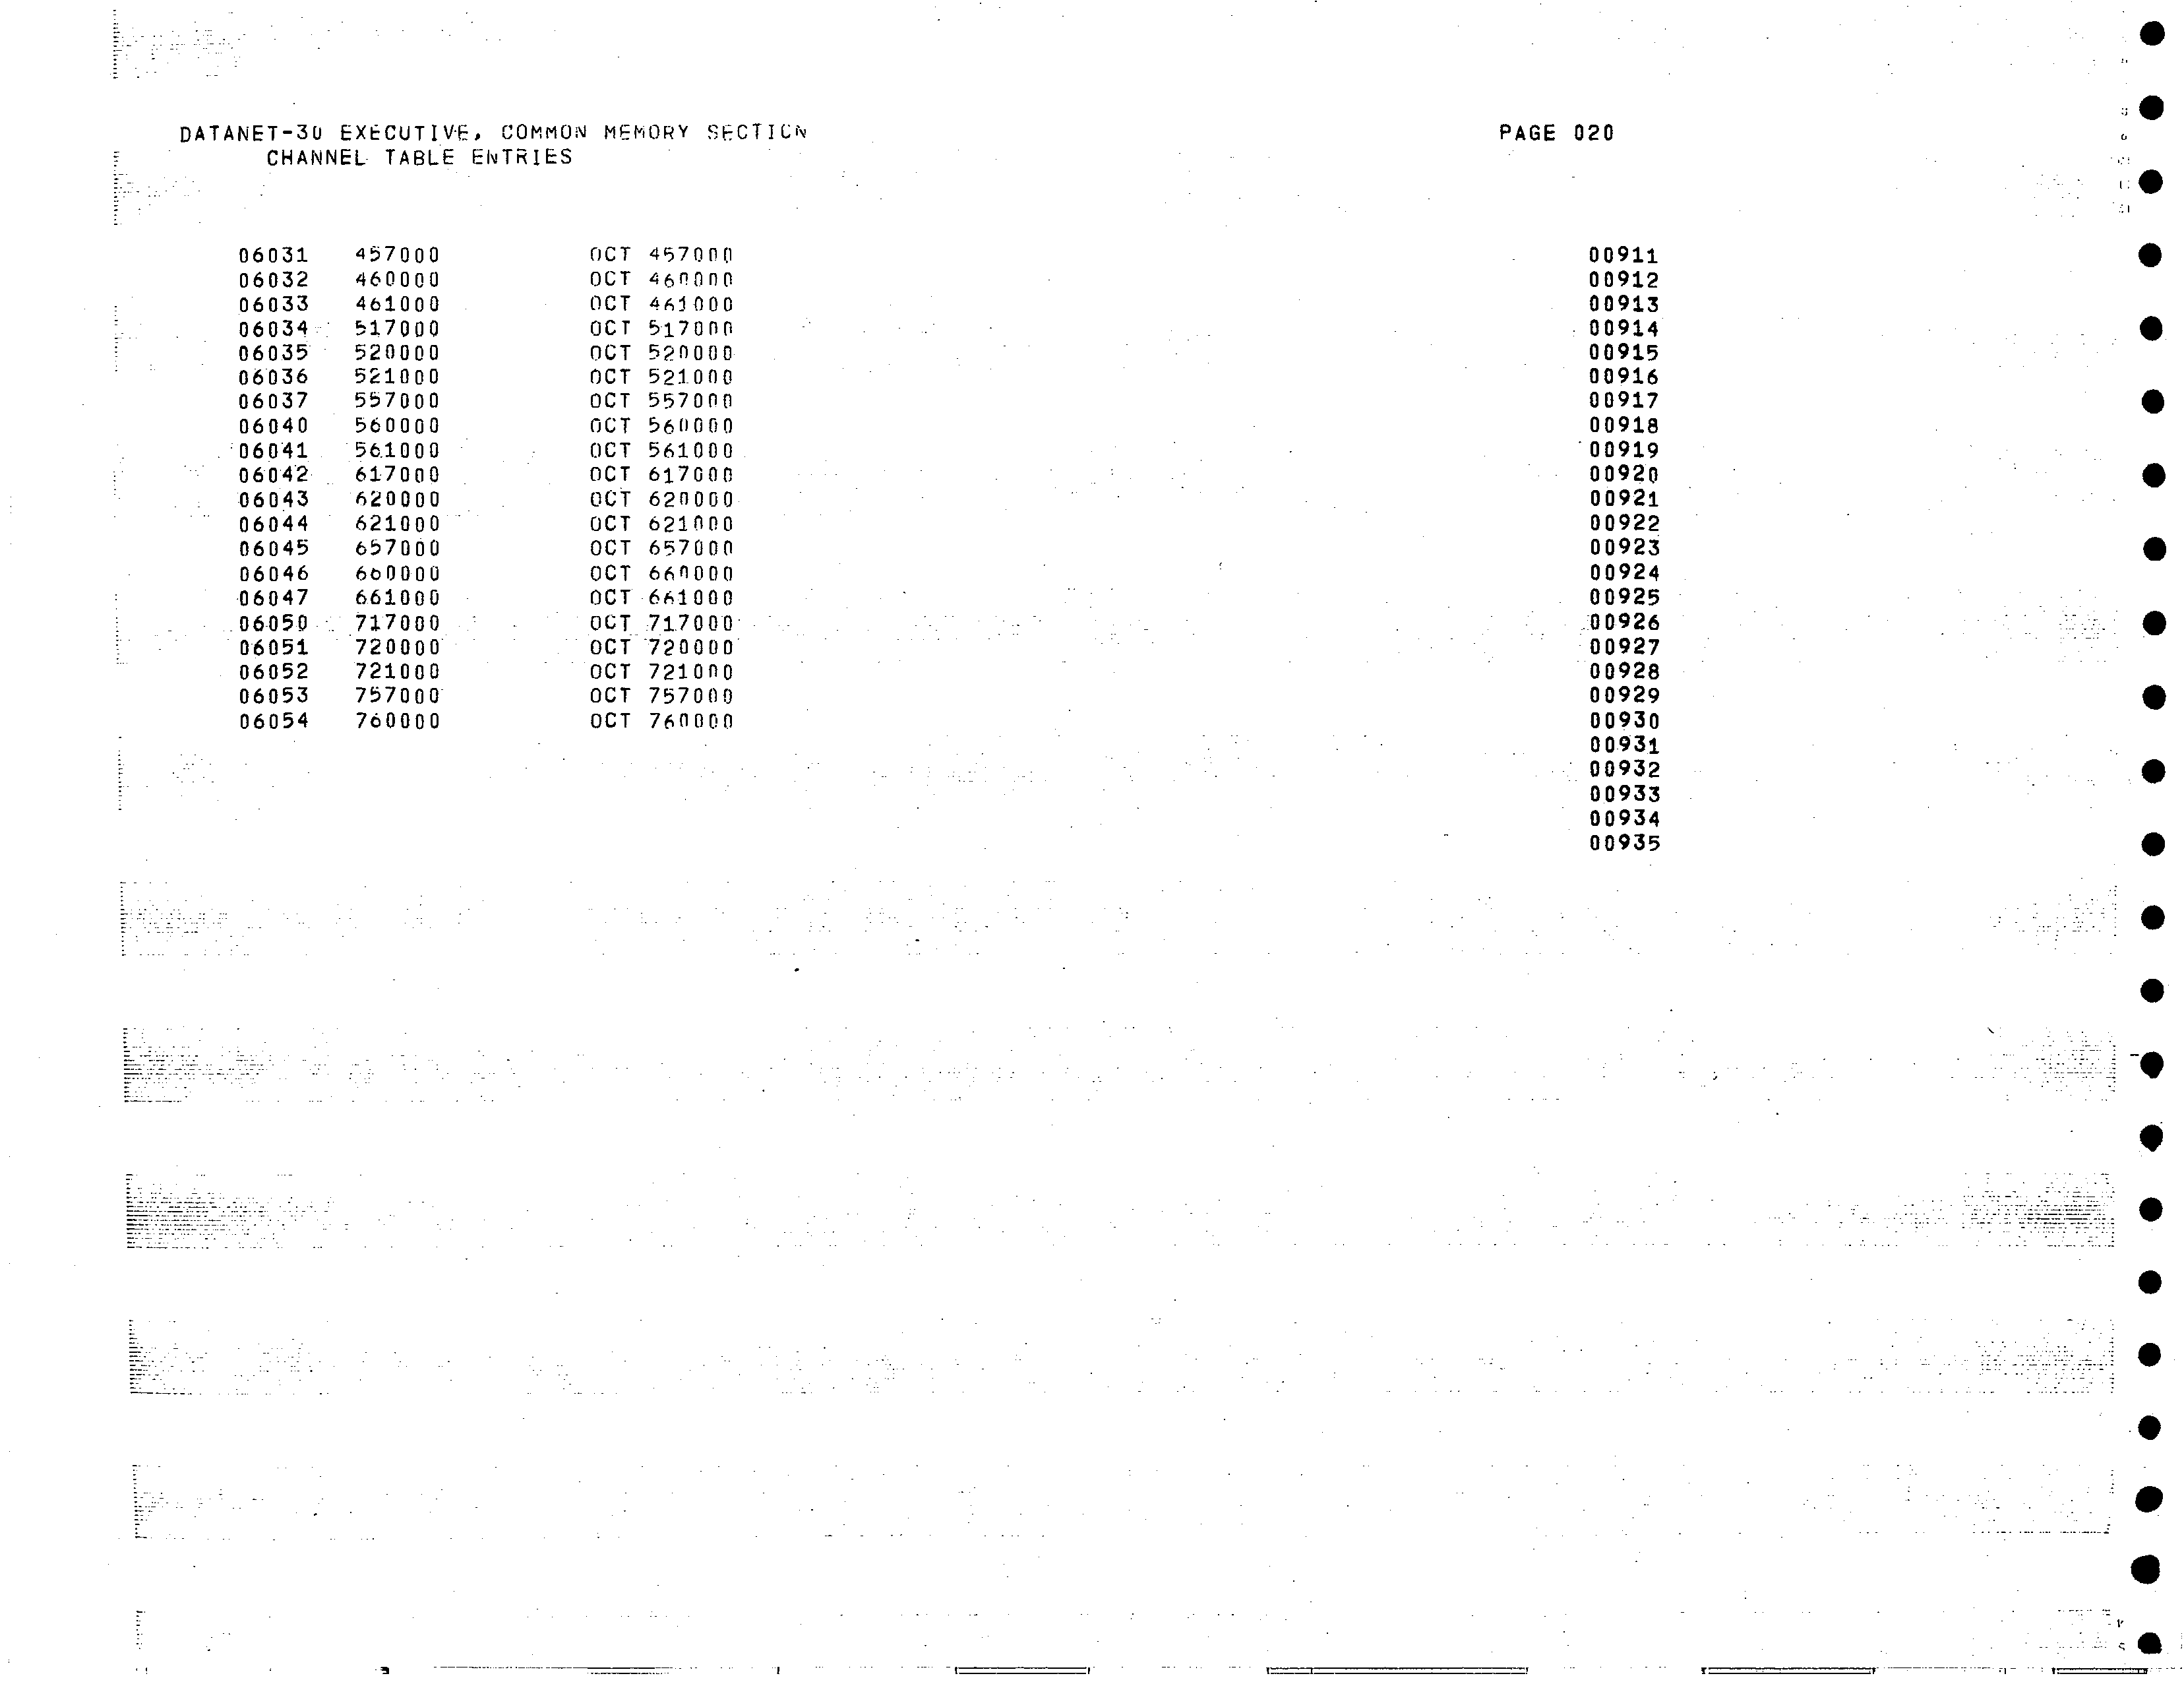 DATANET-30 EXECUTIVE, COMMON MEMORY SECTION PAGE 020
CHANNEL TABLE ENTRIES
06031 457000 OCT 457000 00911
06032 460000 OCT 460000 00912
06033 461000 OCT 461000 00913
06034 517000 OCT 517000 00914
06035 520000 OCT 520000 00915
06036 521000 OCT 521000 00916
06037 557000 OCT 557000 00917
06040 560000 OCT 560000 00918
06041 561000 OCT 561000 00919
06042 617000 OCT 617000 00920
06043 620000 OCT 620000 00921
06044 621000 OCT 621000 00922
06045 657000 OCT 657000 00923
06046 660000 OCT 660000 00924
06047 661000 OCT 661000 00925
06050 717000 OCT 717000 00926
06051 720000 OCT 720000 00927
06052 721000 OCT 721000 00928
06053 757000 OCT 757000 00929
06054 760000 OCT 760000 00930
00931
00932
00933
00934
00935